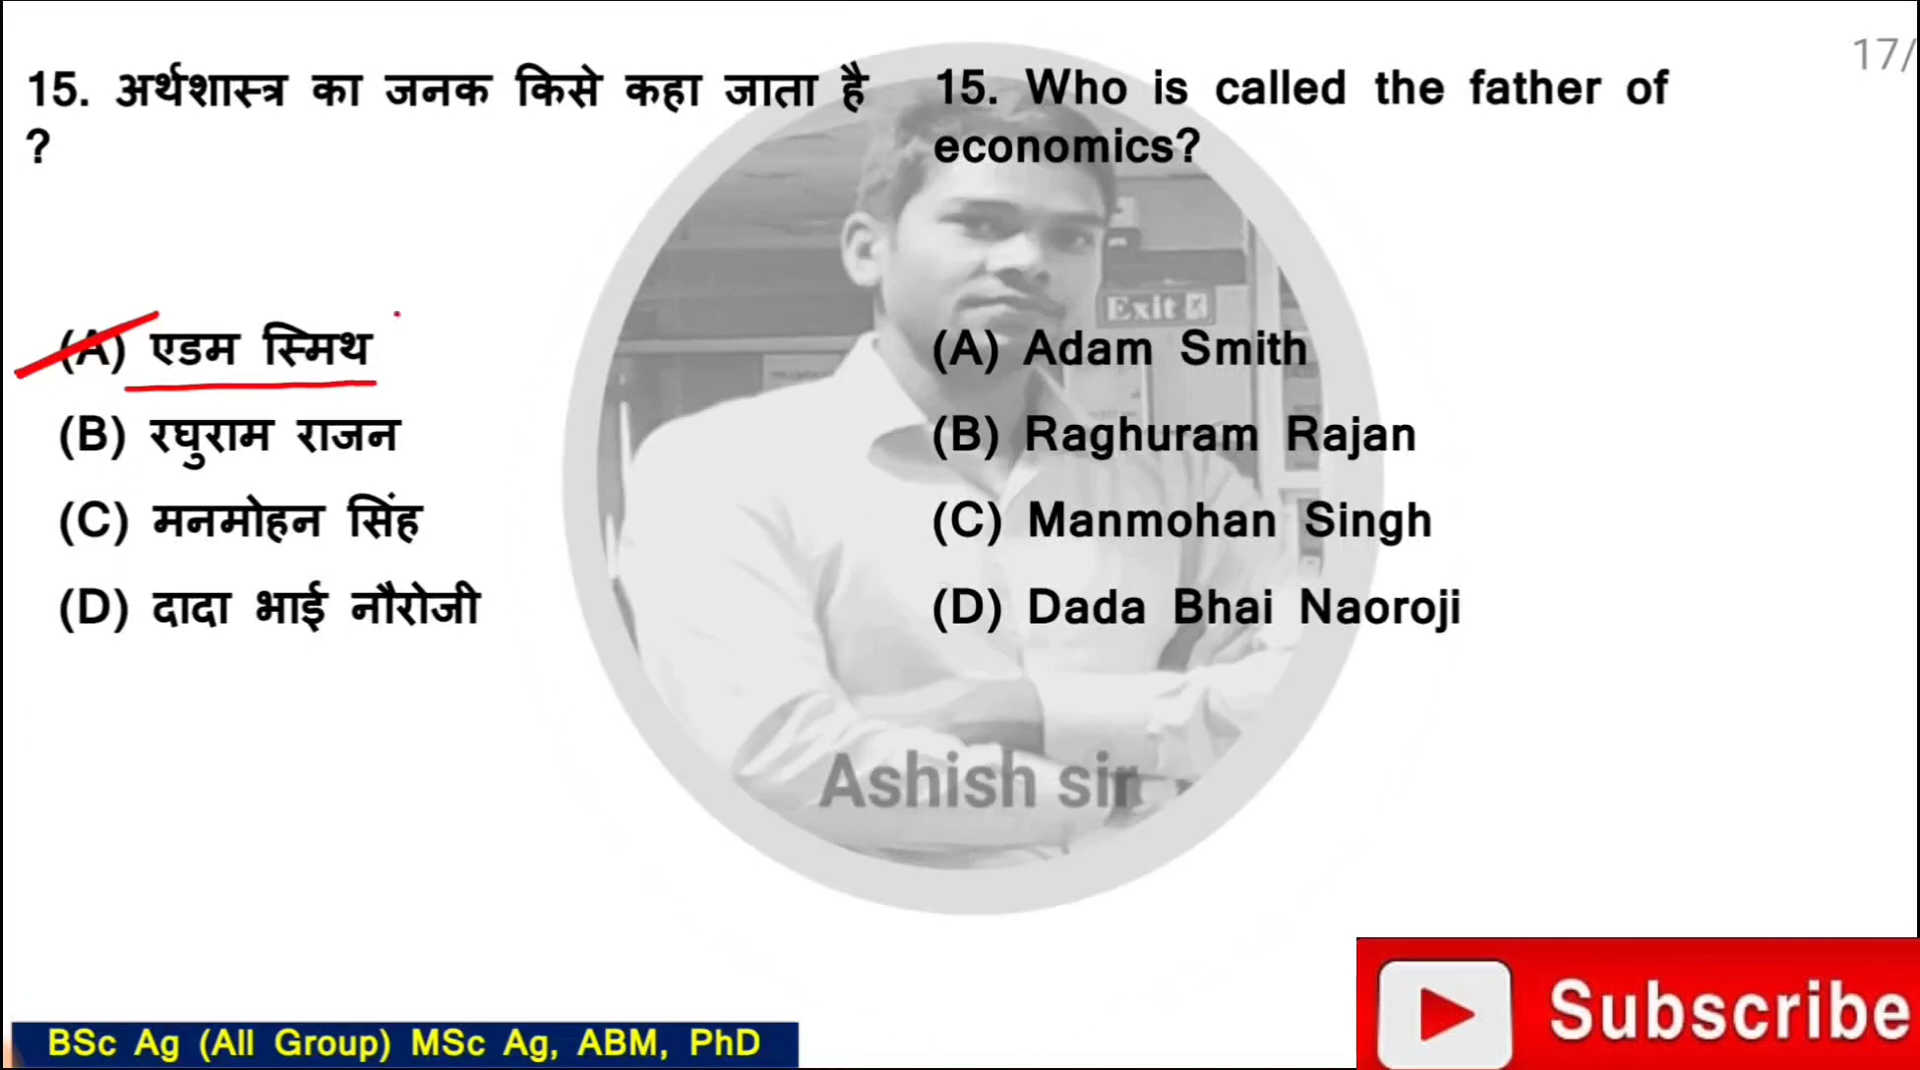 17/
15. अर्थशास्त्र का जनक किसे कहा जाता है
?
(A) एडम स्मिथ
(B) रघुराम राजन
(C) मनमोहन सिंह
(D) दादा भाई नौरोजी
15. Who is called the father of
economics?
(A) Adam Smith
(B) Raghuram Rajan
(C) Manmohan Singh
(D) Dada Bhai Naoroji
Exit
Ashish sir
BSc Ag (All Group) MSc Ag, ABM, PhD
Subscribe